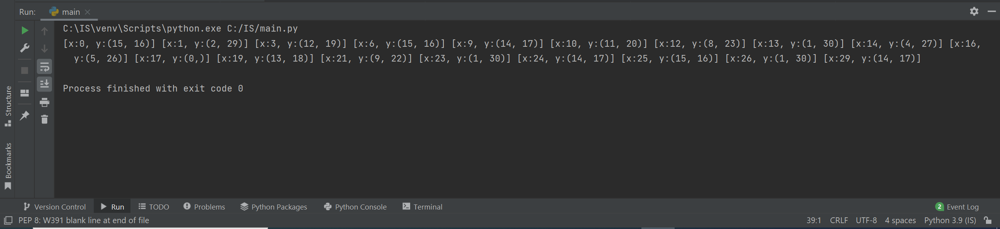 Run: main
C:\IS\venv\Scripts\python.exe C:/IS/main.py
[x:0, y:(15, 16)] [x:1, y:(2, 29)] [x:3, y:(12, 19)] [x:6, y:(15, 16)] [x:9, y:(14, 17)] [x:10, y:(11, 20)] [x:12, y:(8, 23)] [x:13, y:(1, 30)] [x:14, y:(4, 27)] [x:16,
y:(5, 26)] [x:17, y:(0,)] [x:19, y:(13, 18)] [x:21, y:(9, 22)] [x:23, y:(1, 30)] [x:24, y:(14, 17)] [x:25, y:(15, 16)] [x:26, y:(1, 30)] [x:29, y:(14, 17)]
Process finished with exit code 0
Structure
Bookmarks
Version Control Run TODO Problems Python Packages Python Console Terminal 2 Event Log
PEP 8: W391 blank line at end of file 39:1 CRLF UTF-8 4 spaces Python 3.9 (IS)